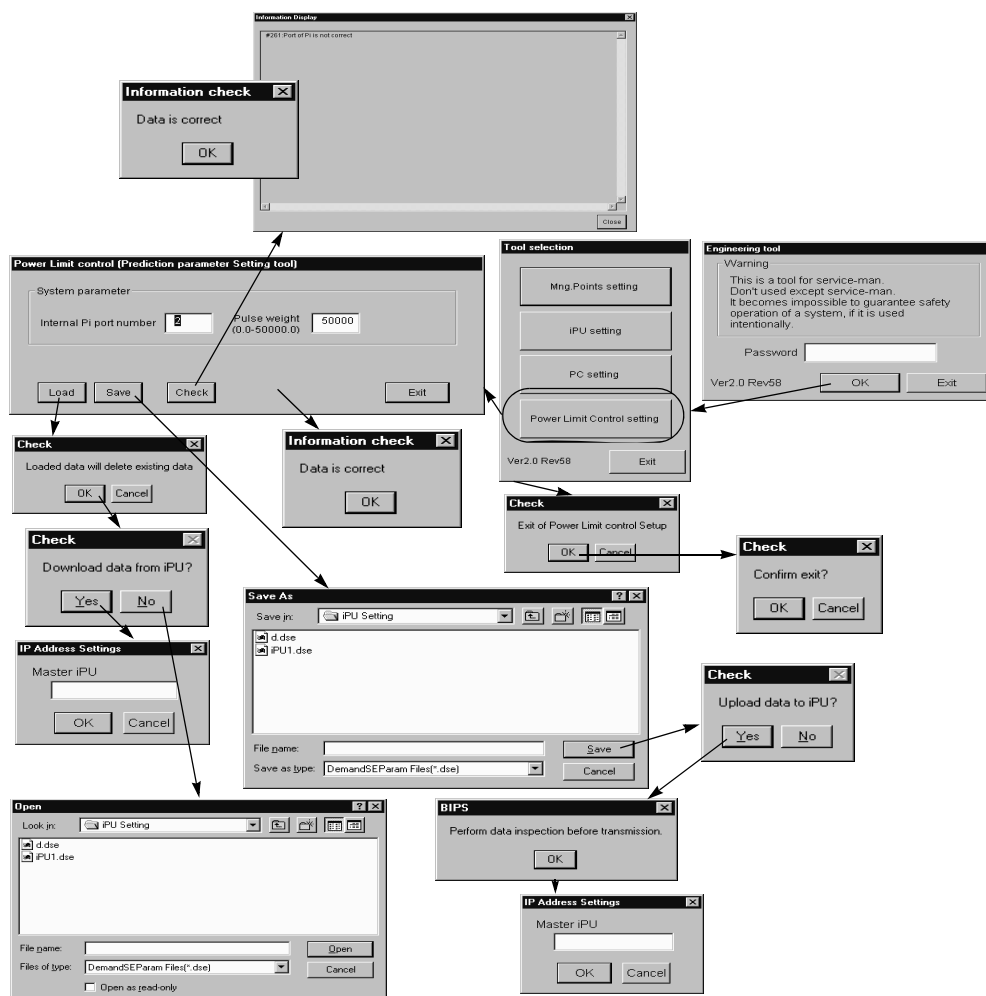 Information Display
#261:Port of Pi is not correct
Close
Information check
Data is correct
OK
Power Limit control (Prediction parameter Setting tool)
System parameter
Internal Pi port number
2
Pulse weight
(0.0-50000.0)
50000
Load
Save
Check
Exit
Tool selection
Mng.Points setting
iPU setting
PC setting
Power Limit Control setting
Ver2.0 Rev58
Exit
Engineering tool
Warning
This is a tool for service-man.
Don't used except service-man.
It becomes impossible to guarantee safety
operation of a system, if it is used
intentionally.
Password
Ver2.0 Rev58
OK
Exit
Check
Loaded data will delete existing data
OK
Cancel
Information check
Data is correct
OK
Check
Exit of Power Limit control Setup
OK
Cancel
Check
Confirm exit?
OK
Cancel
Check
Download data from iPU?
Yes
No
IP Address Settings
Master iPU
OK
Cancel
Save As
Save in:
iPU Setting
d.dse
iPU1.dse
File name:
Save
Save as type:
DemandSEParam Files(*.dse)
Cancel
Check
Upload data to iPU?
Yes
No
Open
Look in:
iPU Setting
d.dse
iPU1.dse
File name:
Open
Files of type:
DemandSEParam Files(*.dse)
Cancel
Open as read-only
BIPS
Perform data inspection before transmission.
OK
IP Address Settings
Master iPU
OK
Cancel